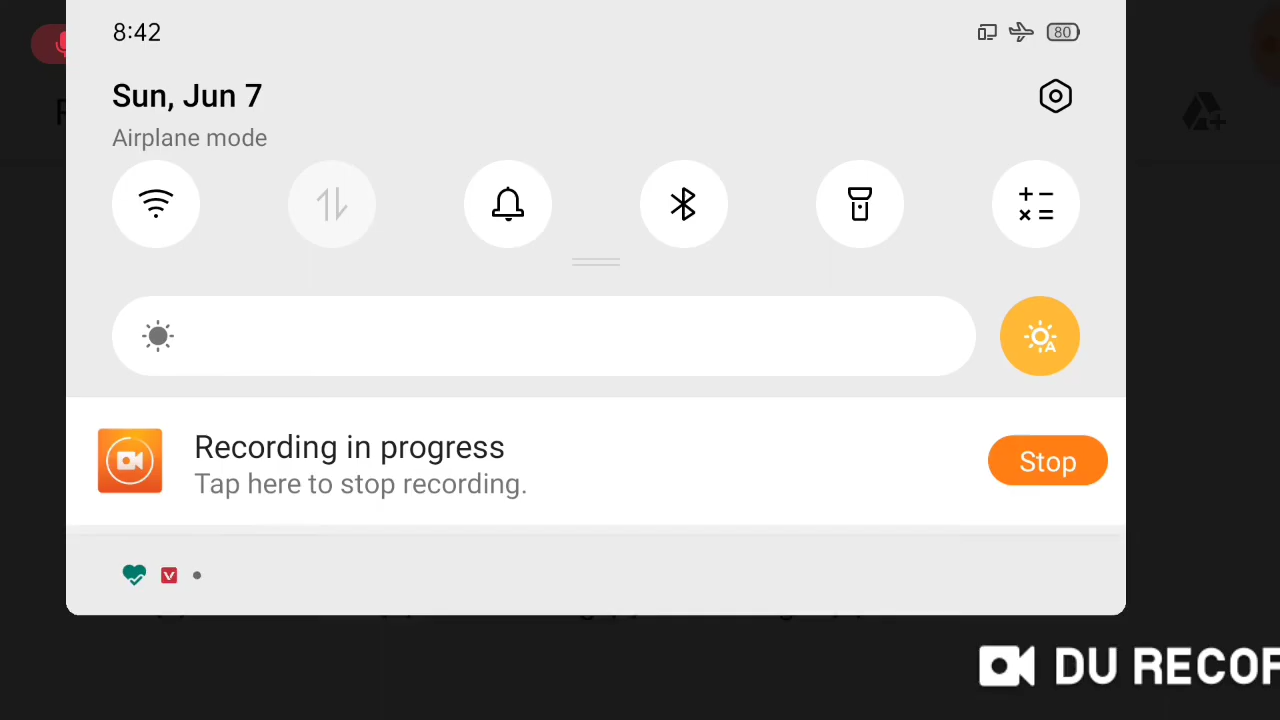 8:42
80
Sun, Jun 7
Airplane mode
A
Recording in progress
Tap here to stop recording.
Stop
DU RECOR